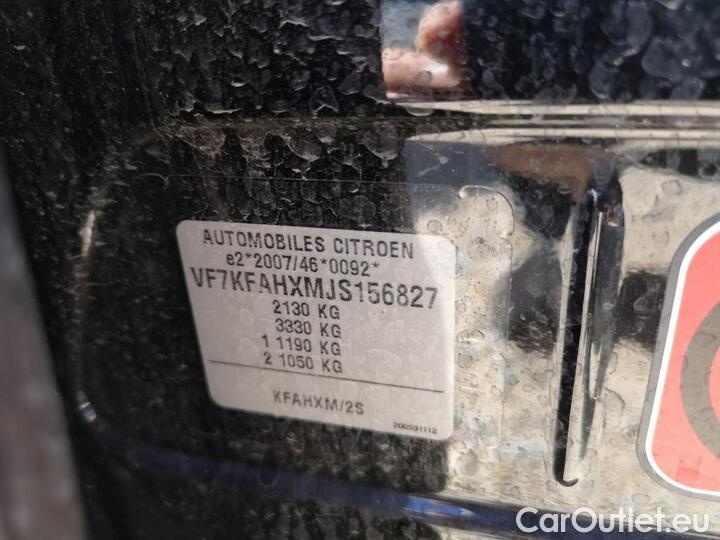 AUTOMOBILES CITROEN
e2*2007/46*0092*
VF7KFAHXMJS156827
2130 KG
3330 KG
1 1190 KG
2 1050 KG
KFAHXM/2S
200531112
CarOutlet.eu